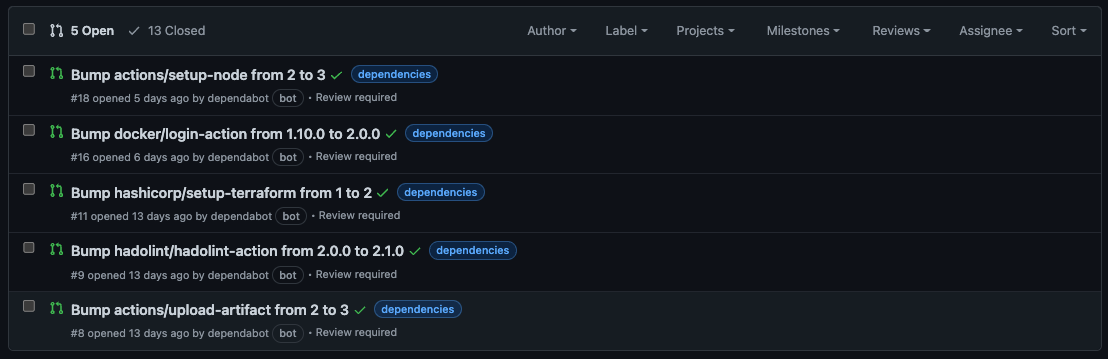 5 Open 13 Closed Author Label Projects Milestones Reviews Assignee Sort
Bump actions/setup-node from 2 to 3 dependencies
#18 opened 5 days ago by dependabot bot • Review required
Bump docker/login-action from 1.10.0 to 2.0.0 dependencies
#16 opened 6 days ago by dependabot bot • Review required
Bump hashicorp/setup-terraform from 1 to 2 dependencies
#11 opened 13 days ago by dependabot bot • Review required
Bump hadolint/hadolint-action from 2.0.0 to 2.1.0 dependencies
#9 opened 13 days ago by dependabot bot • Review required
Bump actions/upload-artifact from 2 to 3 dependencies
#8 opened 13 days ago by dependabot bot • Review required